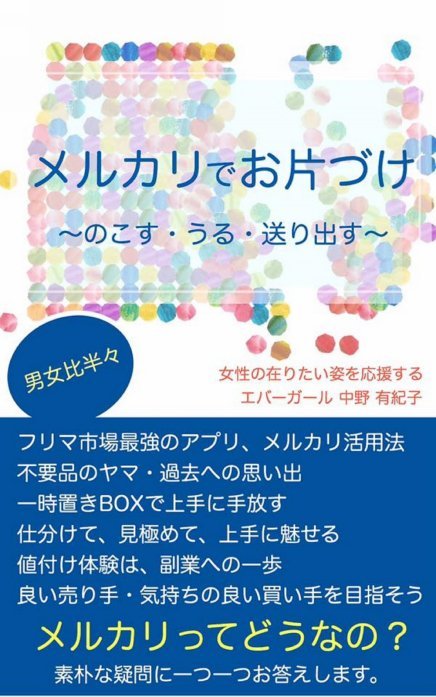 メルカリでお片づけ
〜のこす・うる・送り出す〜
男女比半々
女性の在りたい姿を応援する
エバーガール 中野 有紀子
フリマ市場最強のアプリ、メルカリ活用法
不要品のヤマ・過去への思い出
一時置きBOXで上手に手放す
仕分けて、見極めて、上手に魅せる
値付け体験は、副業への一歩
良い売り手・気持ちの良い買い手を目指そう
メルカリってどうなの？
素朴な疑問に一つ一つお答えします。